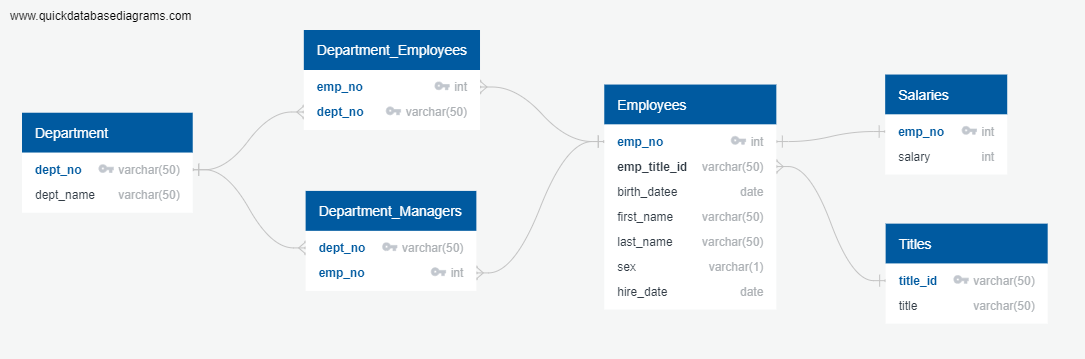 www.quickdatabasediagrams.com
Department
dept_no varchar(50)
dept_name varchar(50)
Department_Employees
emp_no int
dept_no varchar(50)
Department_Managers
dept_no varchar(50)
emp_no int
Employees
emp_no int
emp_title_id varchar(50)
birth_datee date
first_name varchar(50)
last_name varchar(50)
sex varchar(1)
hire_date date
Salaries
emp_no int
salary int
Titles
title_id varchar(50)
title varchar(50)